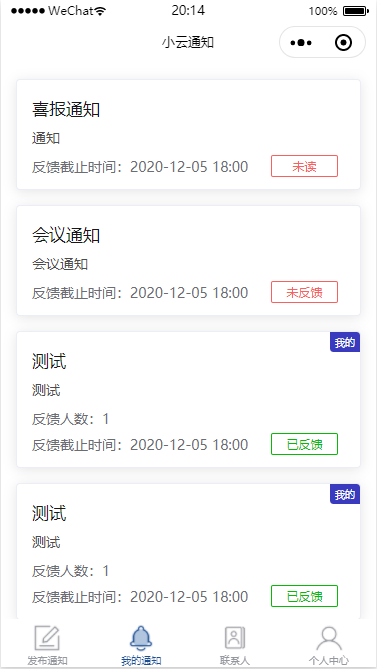 WeChat 20:14 100%
小云通知
喜报通知
通知
反馈截止时间：2020-12-05 18:00 未读
会议通知
会议通知
反馈截止时间：2020-12-05 18:00 未反馈
我的
测试
测试
反馈人数：1
反馈截止时间：2020-12-05 18:00 已反馈
我的
测试
测试
反馈人数：1
反馈截止时间：2020-12-05 18:00 已反馈
发布通知 我的通知 联系人 个人中心